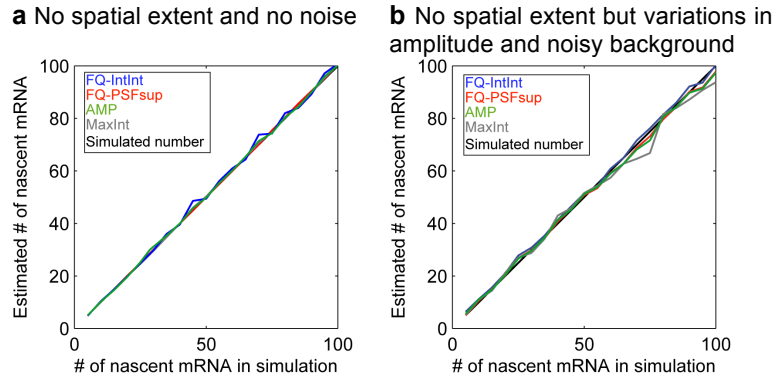 a No spatial extent and no noise
b No spatial extent but variations in
amplitude and noisy background
Estimated # of nascent mRNA
100
80
60
40
20
0
FQ-IntInt
FQ-PSFsup
AMP
MaxInt
Simulated number
0
50
100
# of nascent mRNA in simulation
Estimated # of nascent mRNA
100
80
60
40
20
0
FQ-IntInt
FQ-PSFsup
AMP
MaxInt
Simulated number
0
50
100
# of nascent mRNA in simulation